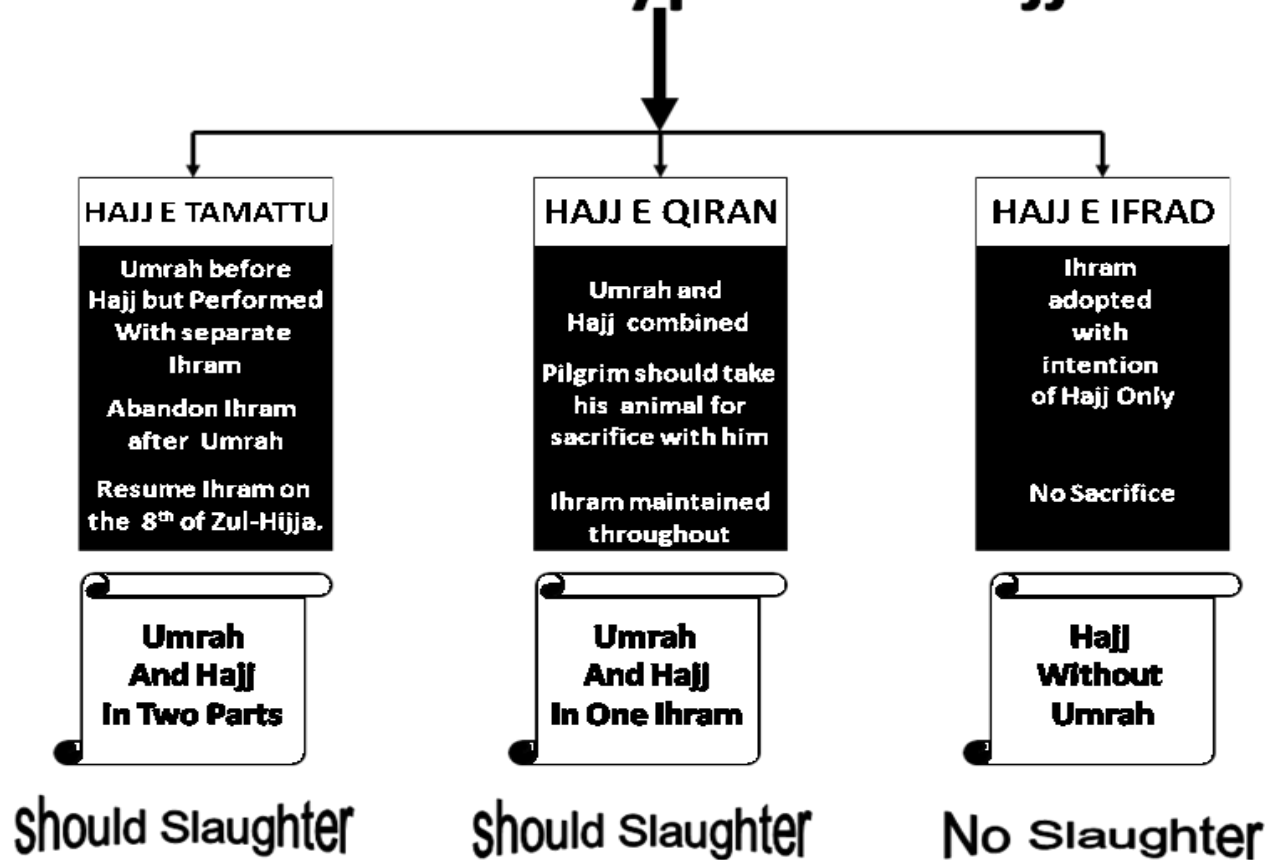 HAJJ E TAMATTU
Umrah before
Hajj but Performed
With separate
Ihram
Abandon Ihram
after Umrah
Resume Ihram on
the 8th of Zul-Hijja.
Umrah
And Hajj
In Two Parts
should Slaughter
HAJJ E QIRAN
Umrah and
Hajj combined
Pilgrim should take
his animal for
sacrifice with him
Ihram maintained
throughout
Umrah
And Hajj
In One Ihram
should Slaughter
HAJJ E IFRAD
Ihram
adopted
with
intention
of Hajj Only
No Sacrifice
Hajj
Without
Umrah
No Slaughter